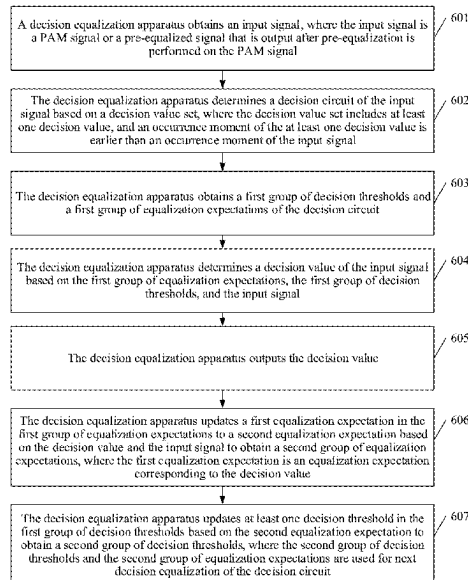 601
A decision equalization apparatus obtains an input signal, where the input signal
is a PAM signal or a pre-equalized signal that is output after pre-equalization is
performed on the PAM signal
602
The decision equalization apparatus determines a decision circuit of the input
signal based on a decision value set, where the decision value set includes at least
one decision value, and an occurrence moment of the at least one decision value is
earlier than an occurrence moment of the input signal
603
The decision equalization apparatus obtains a first group of decision thresholds and
a first group of equalization expectations of the decision circuit
604
The decision equalization apparatus determines a decision value of the input signal
based on the first group of equalization expectations, the first group of decision
thresholds, and the input signal
605
The decision equalization apparatus outputs the decision value
606
The decision equalization apparatus updates a first equalization expectation in the
first group of equalization expectations to a second equalization expectation based
on the decision value and the input signal to obtain a second group of equalization
expectations, where the first equalization expectation is an equalization expectation
corresponding to the decision value
607
The decision equalization apparatus updates at least one decision threshold in the
first group of decision thresholds based on the second equalization expectation to
obtain a second group of decision thresholds, where the second group of decision
thresholds and the second group of equalization expectations are used for next
decision equalization of the decision circuit